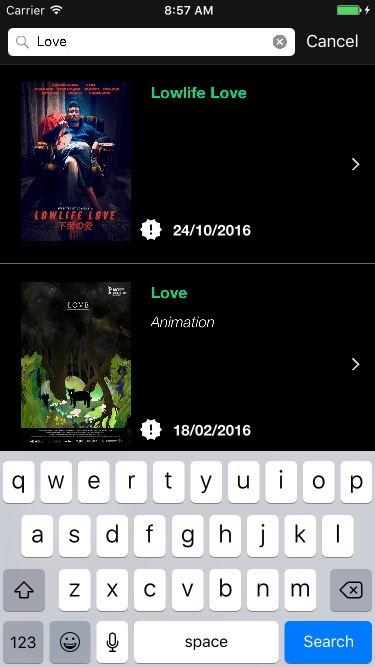 Carrier 8:57 AM
Love Cancel
Lowlife Love
LOWLIFE LOVE
下衆の愛
24/10/2016
LOVE
Love
Animation
18/02/2016
q w e r t y u i o p
a s d f g h j k l
z x c v b n m
123 space Search